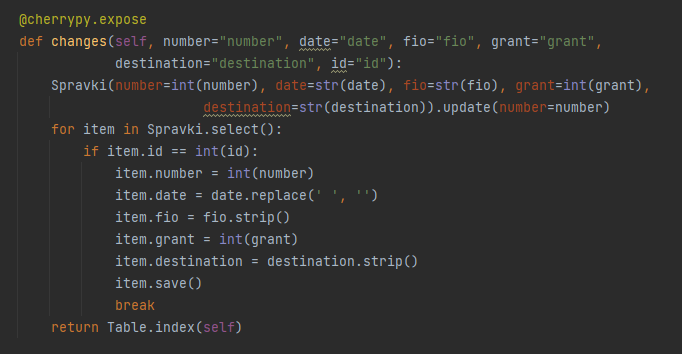 @cherrypy.expose
def changes(self, number="number", date="date", fio="fio", grant="grant",
            destination="destination", id="id"):
    Spravki(number=int(number), date=str(date), fio=str(fio), grant=int(grant),
                       destination=str(destination)).update(number=number)
    for item in Spravki.select():
        if item.id == int(id):
            item.number = int(number)
            item.date = date.replace(' ', '')
            item.fio = fio.strip()
            item.grant = int(grant)
            item.destination = destination.strip()
            item.save()
            break
    return Table.index(self)